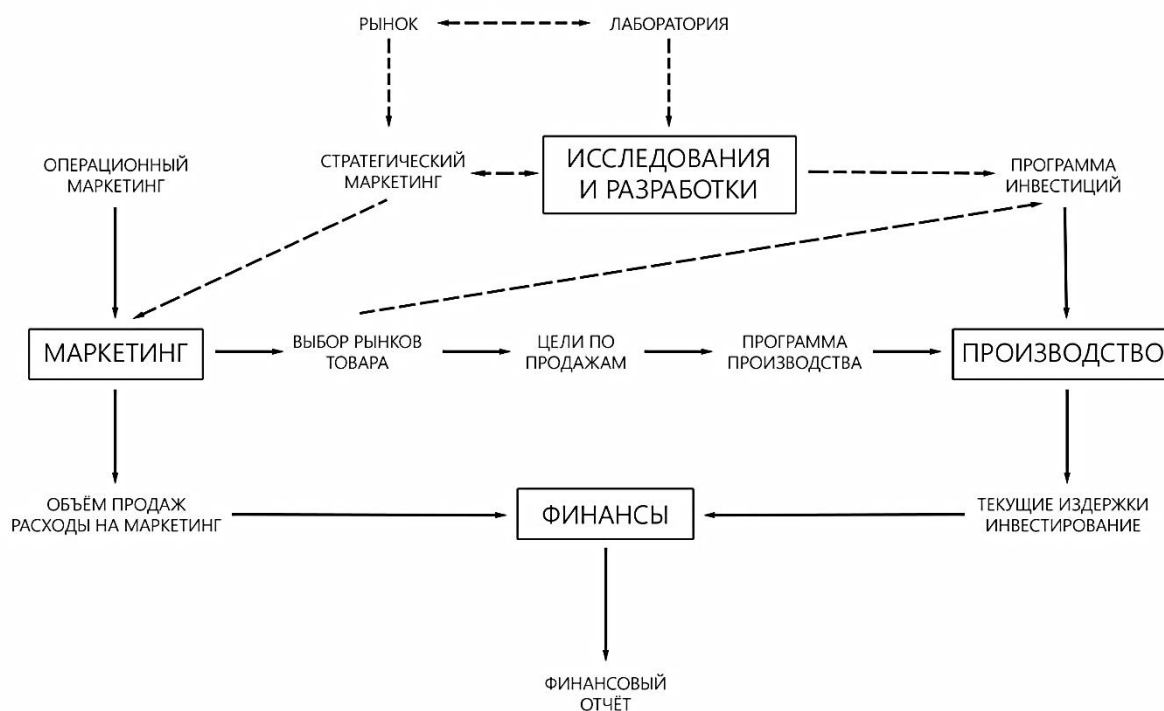 РЫНОК
ЛАБОРАТОРИЯ
ОПЕРАЦИОННЫЙ
МАРКЕТИНГ
СТРАТЕГИЧЕСКИЙ
МАРКЕТИНГ
ИССЛЕДОВАНИЯ
И РАЗРАБОТКИ
ПРОГРАММА
ИНВЕСТИЦИЙ
МАРКЕТИНГ
ВЫБОР РЫНКОВ
ТОВАРА
ЦЕЛИ ПО
ПРОДАЖАМ
ПРОГРАММА
ПРОИЗВОДСТВА
ПРОИЗВОДСТВО
ОБЪЁМ ПРОДАЖ
РАСХОДЫ НА МАРКЕТИНГ
ФИНАНСЫ
ТЕКУЩИЕ ИЗДЕРЖКИ
ИНВЕСТИРОВАНИЕ
ФИНАНСОВЫЙ
ОТЧЁТ